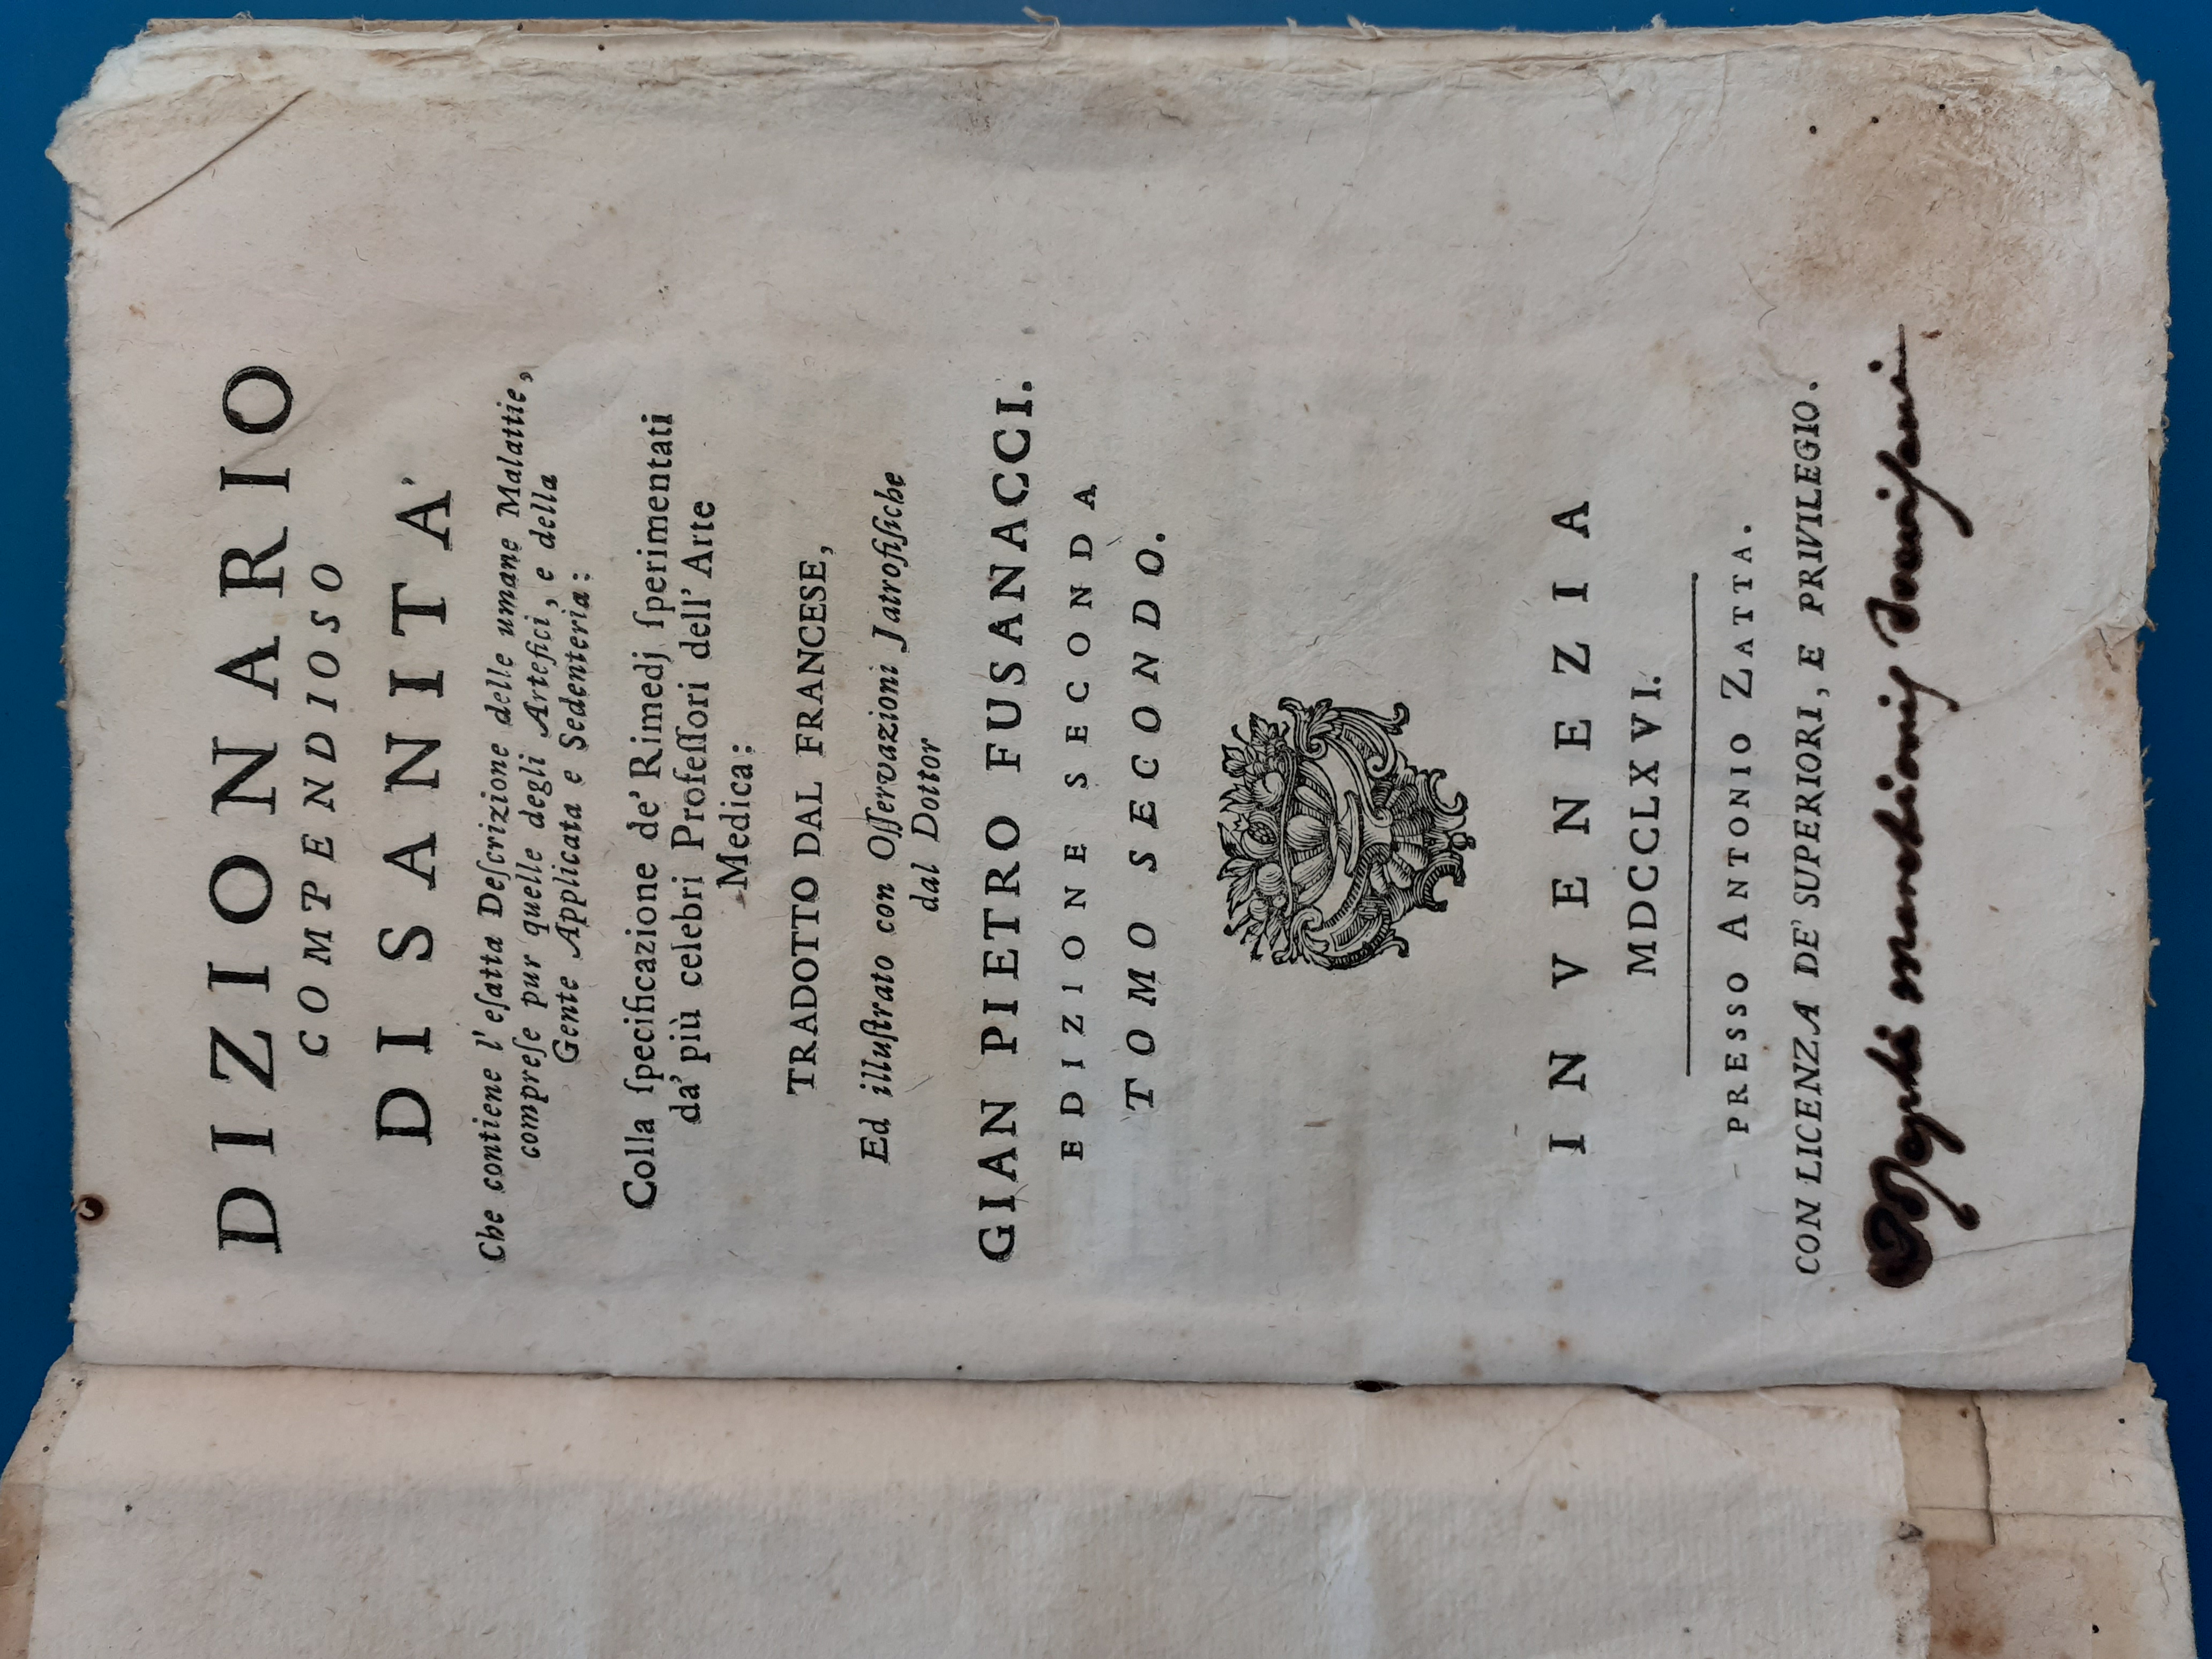 DIZIONARIO
COMPENDIOSO
DI SANITA'
Che contiene l' eſatta Deſcrizione delle umane Malattie,
compreſe pur quelle degli Artefici, e della
Gente Applicata e Sedenteria:
Colla ſpecificazione de' Rimedj ſperimentati
da' più celebri Profeſſori dell' Arte
Medica:
TRADOTTO DAL FRANCESE,
Ed illuſtrato con Oſſervazioni Jatrofiſiche
dal Dottor
GIAN PIETRO FUSANACCI.
EDIZIONE SECONDA
TOMO SECONDO.
IN VENEZIA
MDCCLXVI.
PRESSO ANTONIO ZATTA.
CON LICENZA DE' SUPERIORI, E PRIVILEGIO.